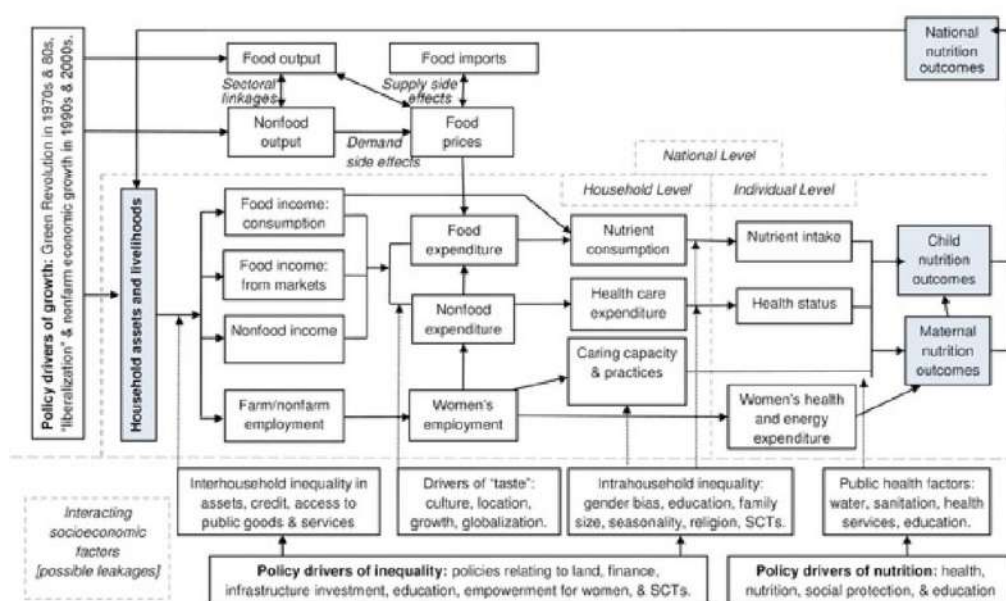 Policy drivers of growth: Green Revolution in 1970s & 80s,
"liberalization" & nonfarm economic growth in 1990s & 2000s.
Food output
Food imports
National
nutrition
outcomes
Sectoral
linkages
Supply side
effects
Nonfood
output
Demand
side effects
Food
prices
National Level
Household Level
Individual Level
Household assets and livelihoods
Food income:
consumption
Food
expenditure
Nutrient
consumption
Nutrient intake
Child
nutrition
outcomes
Food income:
from markets
Nonfood
expenditure
Health care
expenditure
Health status
Nonfood income
Caring capacity
& practices
Maternal
nutrition
outcomes
Farm/nonfarm
employment
Women's
employment
Women's health
and energy
expenditure
Interacting
socioeconomic
factors
[possible leakages]
Interhousehold inequality in
assets, credit, access to
public goods & services
Drivers of "taste":
culture, location,
growth, globalization.
Intrahousehold inequality:
gender bias, education, family
size, seasonality, religion, SCTs.
Public health factors:
water, sanitation, health
services, education.
Policy drivers of inequality: policies relating to land, finance,
infrastructure investment, education, empowerment for women, & SCTs.
Policy drivers of nutrition: health,
nutrition, social protection, & education